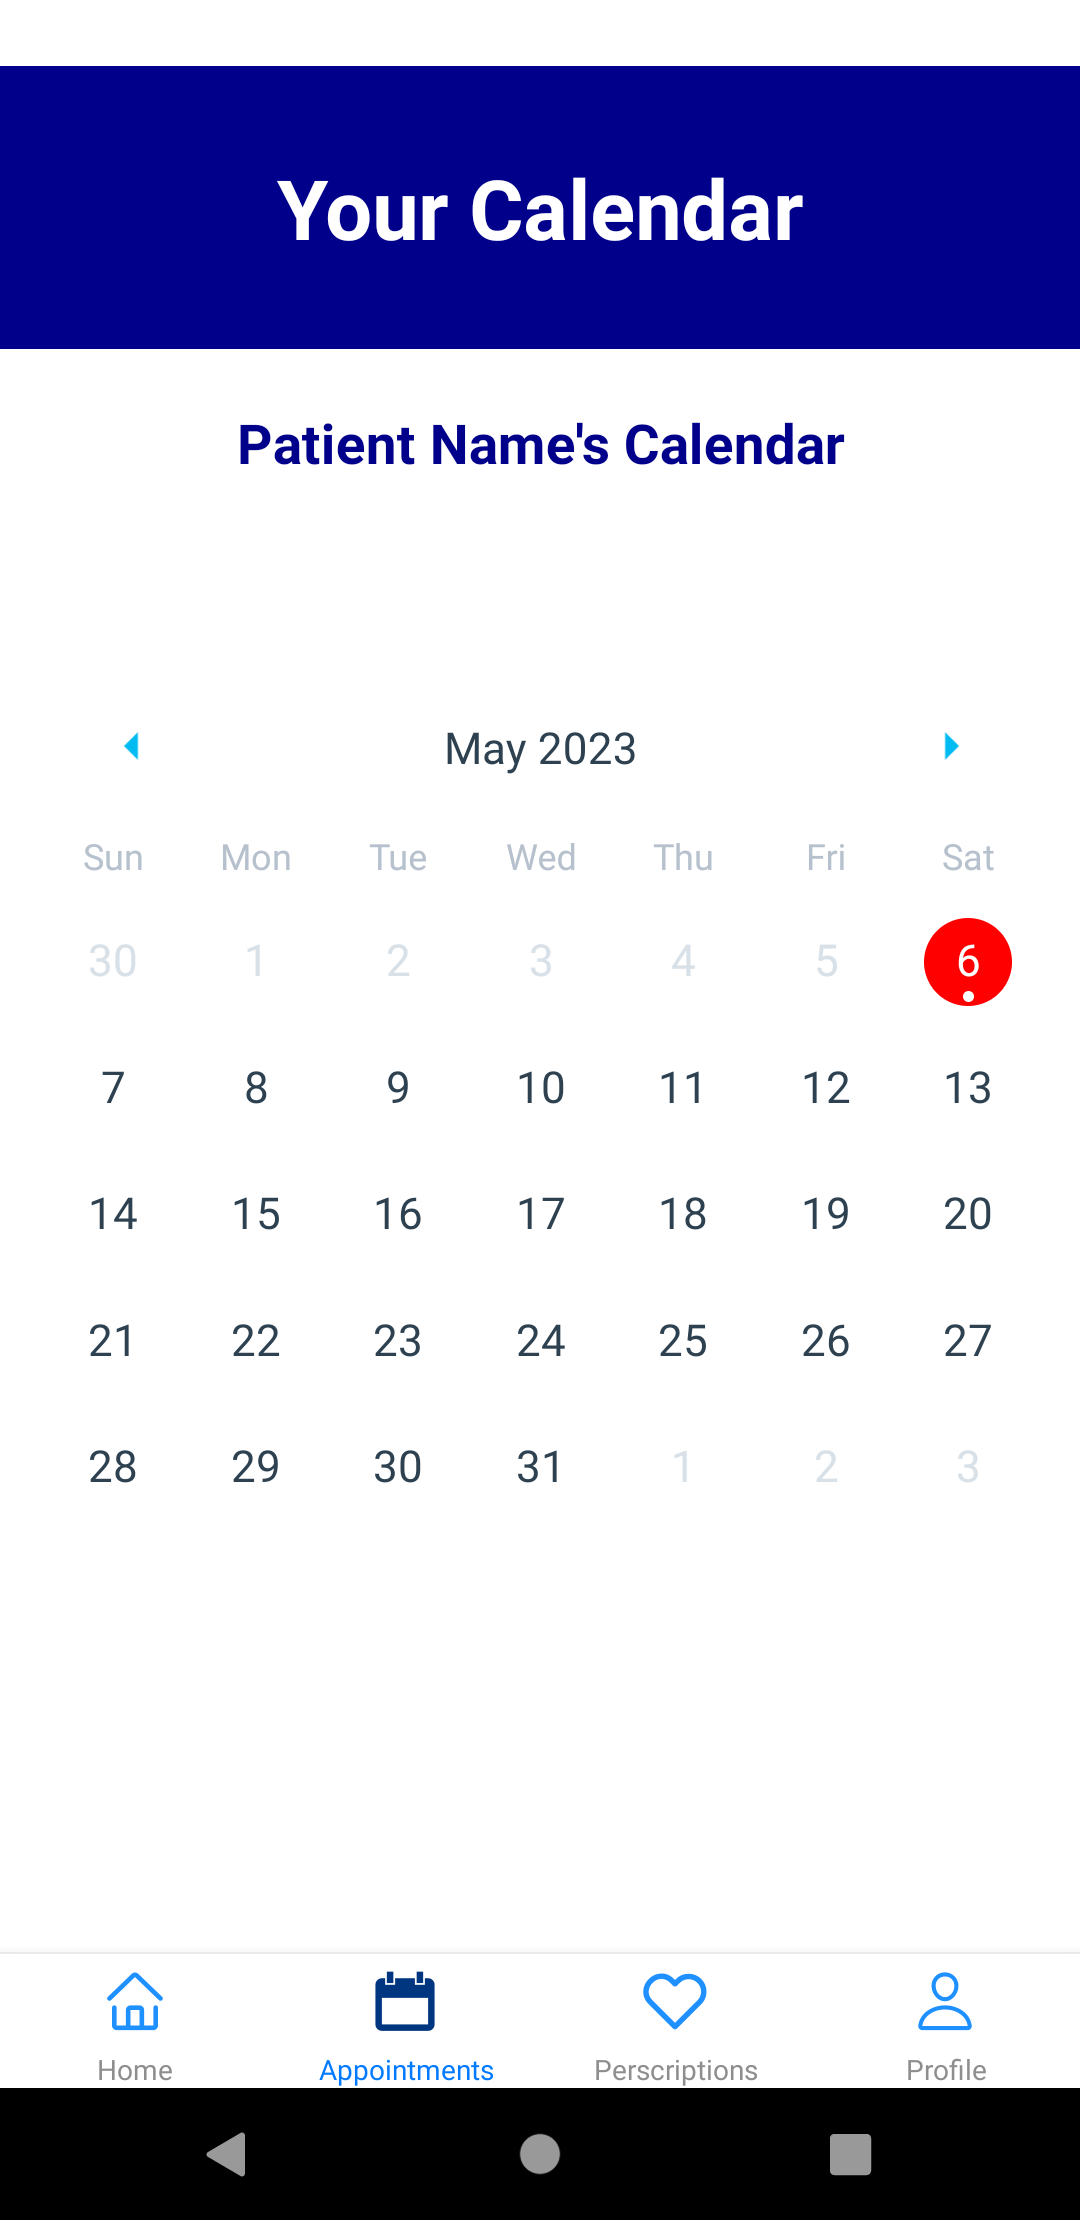 Your Calendar
Patient Name's Calendar
May 2023
Sun Mon Tue Wed Thu Fri Sat
30 1 2 3 4 5 6
7 8 9 10 11 12 13
14 15 16 17 18 19 20
21 22 23 24 25 26 27
28 29 30 31 1 2 3
Home Appointments Perscriptions Profile